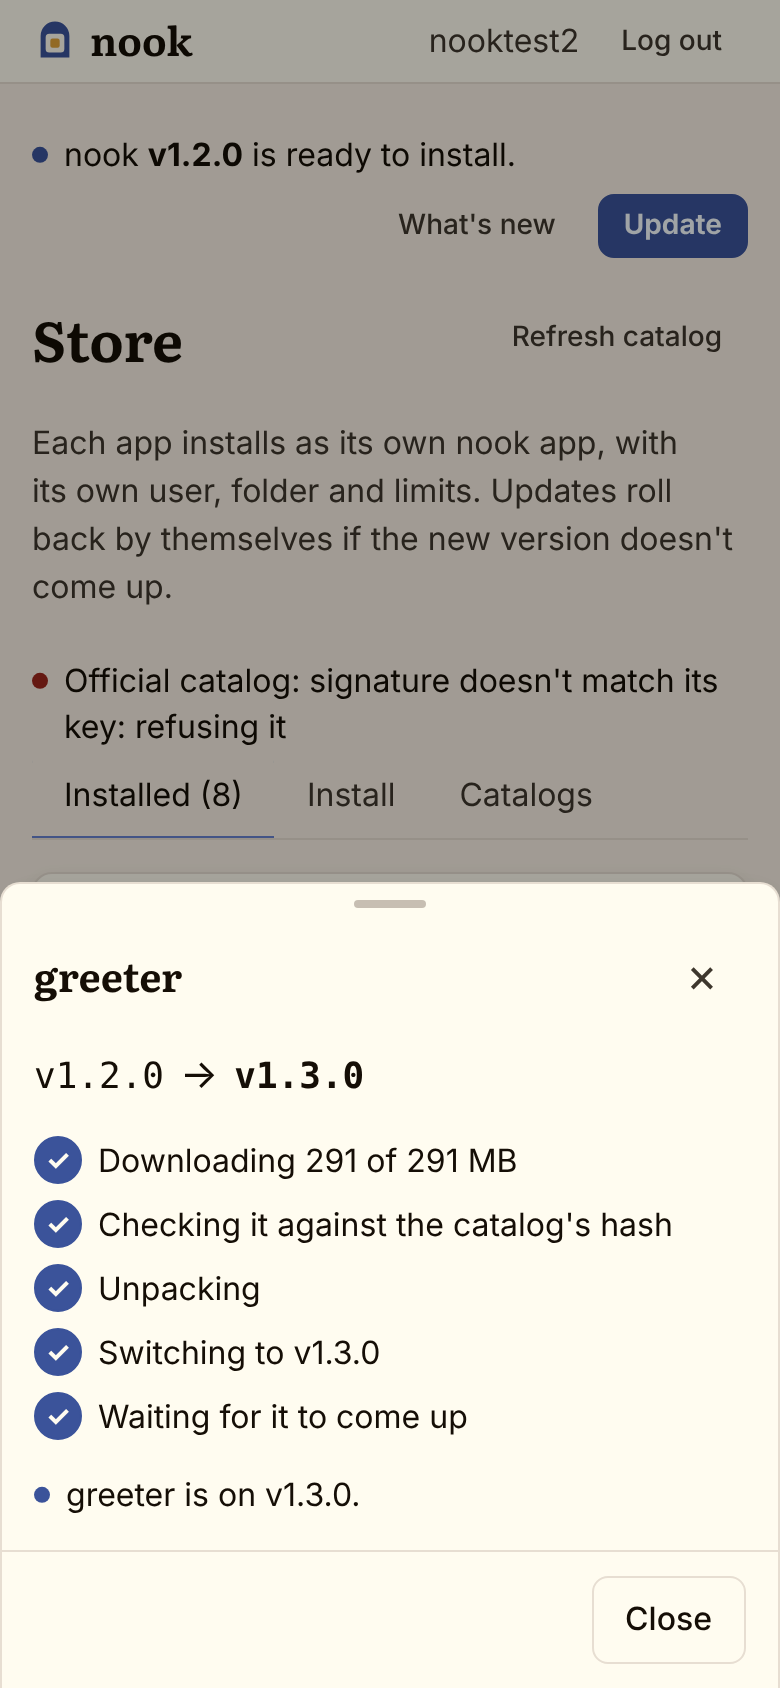 nook
nooktest2
Log out
nook v1.2.0 is ready to install.
What's new
Update
Store
Refresh catalog
Each app installs as its own nook app, with
its own user, folder and limits. Updates roll
back by themselves if the new version doesn't
come up.
Official catalog: signature doesn't match its
key: refusing it
Installed (8)
Install
Catalogs
greeter
v1.2.0 → v1.3.0
Downloading 291 of 291 MB
Checking it against the catalog's hash
Unpacking
Switching to v1.3.0
Waiting for it to come up
greeter is on v1.3.0.
Close